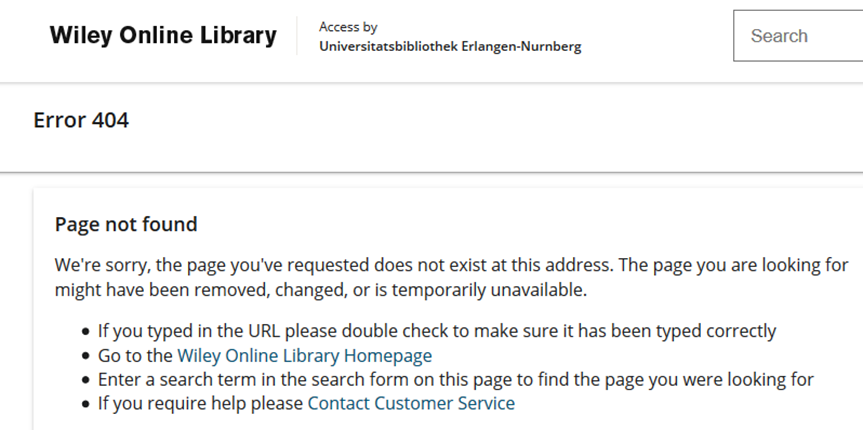 Wiley Online Library
Access by
Universitatsbibliothek Erlangen-Nurnberg
Search
Error 404
Page not found
We're sorry, the page you've requested does not exist at this address. The page you are looking for
might have been removed, changed, or is temporarily unavailable.
• If you typed in the URL please double check to make sure it has been typed correctly
• Go to the Wiley Online Library Homepage
• Enter a search term in the search form on this page to find the page you were looking for
• If you require help please Contact Customer Service